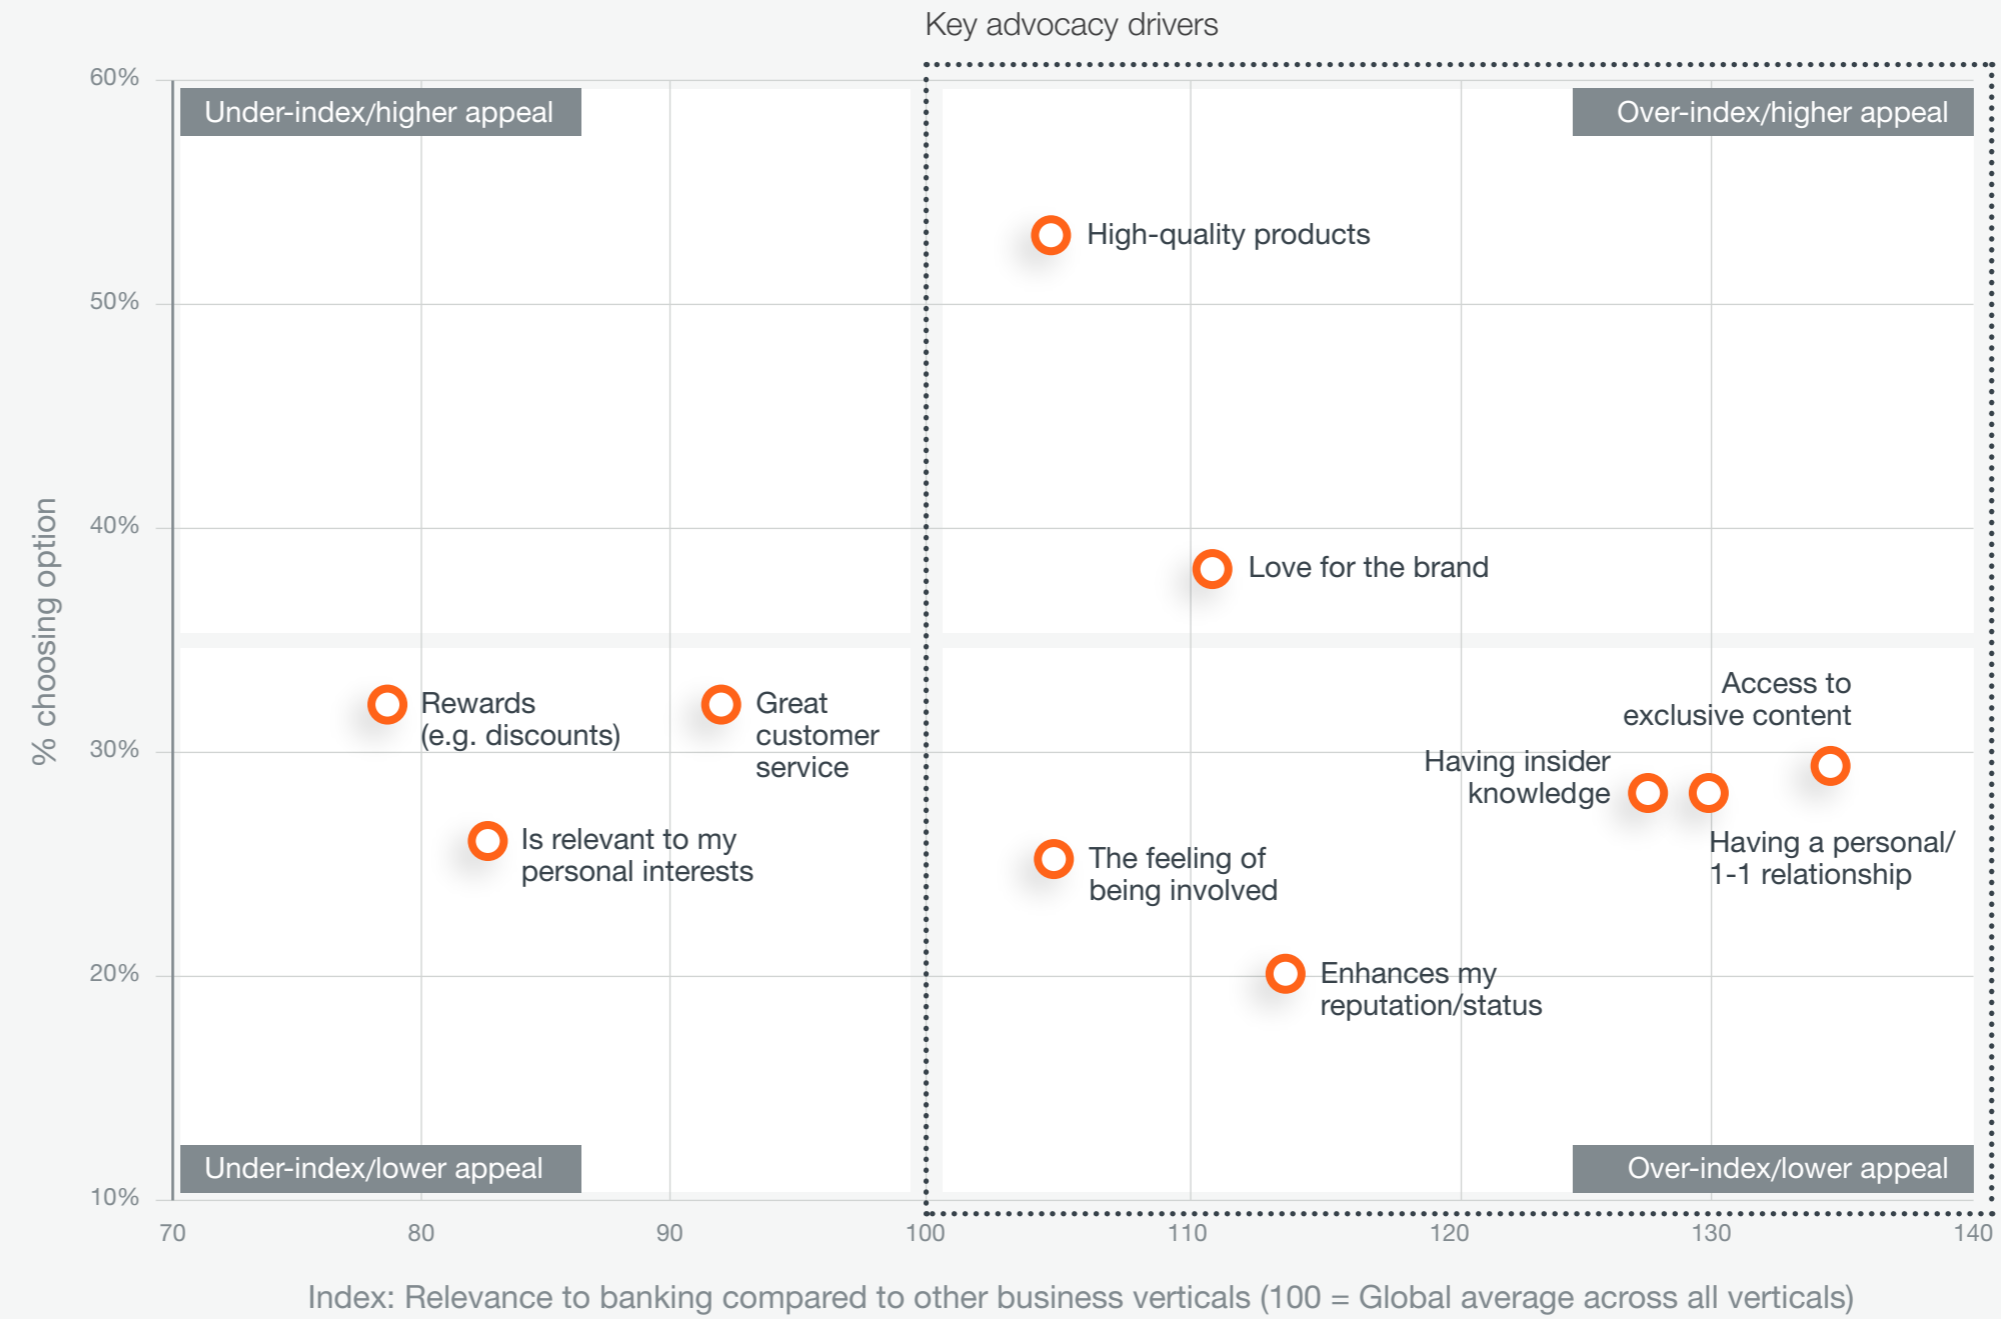 Key advocacy drivers
60%
Under-index/higher appeal
Over-index/higher appeal
High-quality products
50%
40%
Love for the brand
% choosing option
Rewards
(e.g. discounts)
Great
customer
service
Access to
exclusive content
30%
Having insider
knowledge
Is relevant to my
personal interests
The feeling of
being involved
Having a personal/
1-1 relationship
20%
Enhances my
reputation/status
Under-index/lower appeal
Over-index/lower appeal
10%
70 80 90 100 110 120 130 140
Index: Relevance to banking compared to other business verticals (100 = Global average across all verticals)